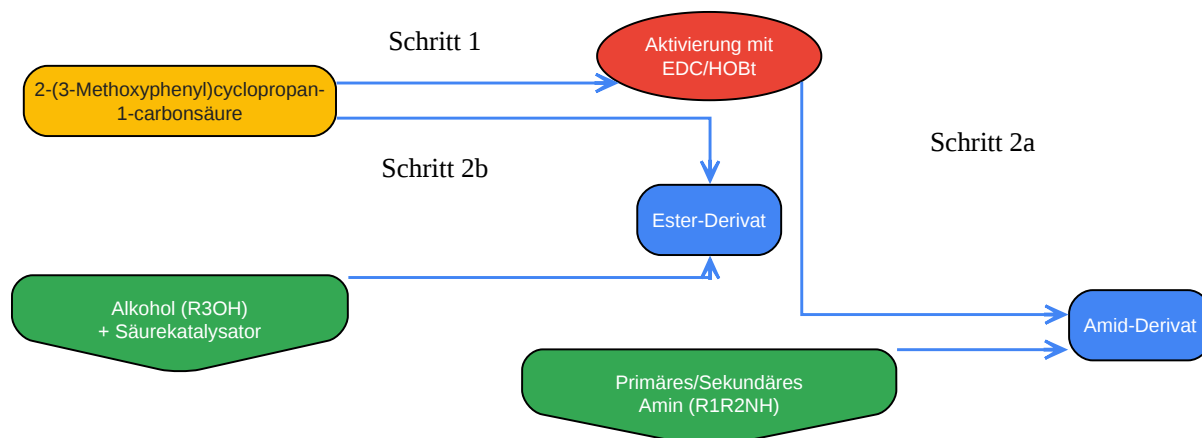 Schritt 1
Aktivierung mit
EDC/HOBt
2-(3-Methoxyphenyl)cyclopropan-
1-carbonsäure
Schritt 2a
Schritt 2b
Ester-Derivat
Alkohol (R3OH)
+ Säurekatalysator
Amid-Derivat
Primäres/Sekundäres
Amin (R1R2NH)